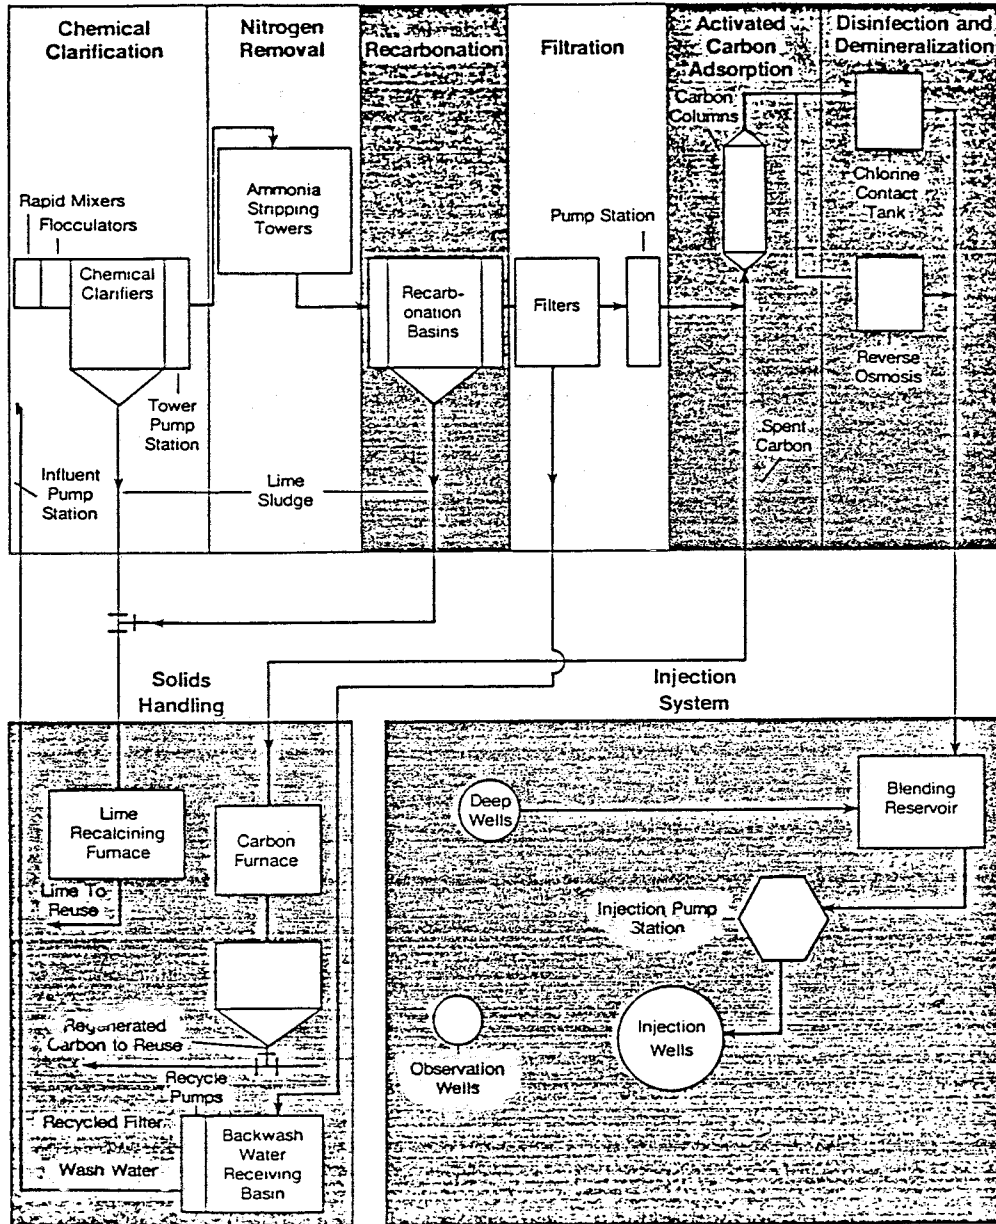 Chemical
Clarification
Nitrogen
Removal
Recarbonation
Filtration
Activated
Carbon
Adsorption
Disinfection and
Demineralization
Carbon
Columns
Ammonia
Stripping
Towers
Chlorine
Contact
Tank
Rapid Mixers
Flocculators
Pump Station
Chemical
Clarifiers
Recarb-
onation
Basins
Filters
Reverse
Osmosis
Tower
Pump
Station
Spent
Carbon
Influent
Pump
Station
Lime
Sludge
Solids
Handling
Injection
System
Lime
Recalcining
Furnace
Carbon
Furnace
Deep
Wells
Blending
Reservoir
Lime To
Reuse
Injection Pump
Station
Regenerated
Carbon to Reuse
Injection
Wells
Observation
Wells
Recycle
Pumps
Recycled Filter
Wash Water
Backwash
Water
Receiving
Basin